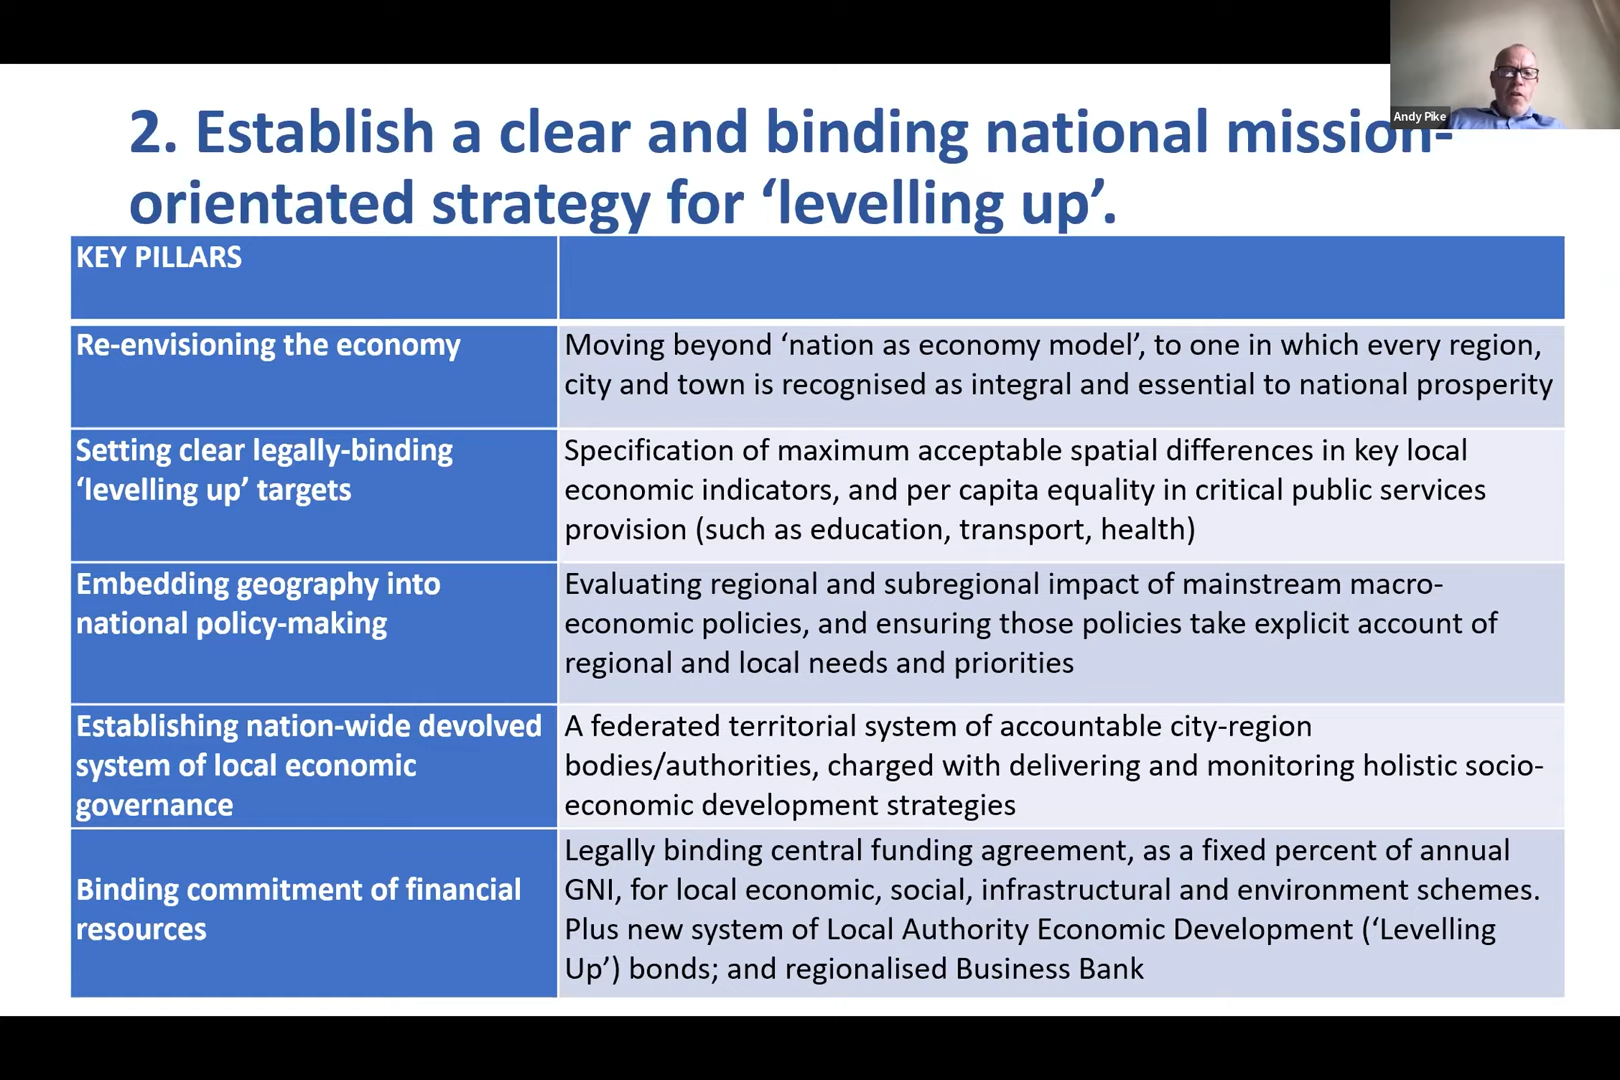 Andy Pike
2. Establish a clear and binding national mission-
orientated strategy for ‘levelling up’.
KEY PILLARS
Re-envisioning the economy
Moving beyond ‘nation as economy model’, to one in which every region,
city and town is recognised as integral and essential to national prosperity
Setting clear legally-binding
‘levelling up’ targets
Specification of maximum acceptable spatial differences in key local
economic indicators, and per capita equality in critical public services
provision (such as education, transport, health)
Embedding geography into
national policy-making
Evaluating regional and subregional impact of mainstream macro-
economic policies, and ensuring those policies take explicit account of
regional and local needs and priorities
Establishing nation-wide devolved
system of local economic
governance
A federated territorial system of accountable city-region
bodies/authorities, charged with delivering and monitoring holistic socio-
economic development strategies
Binding commitment of financial
resources
Legally binding central funding agreement, as a fixed percent of annual
GNI, for local economic, social, infrastructural and environment schemes.
Plus new system of Local Authority Economic Development (‘Levelling
Up’) bonds; and regionalised Business Bank